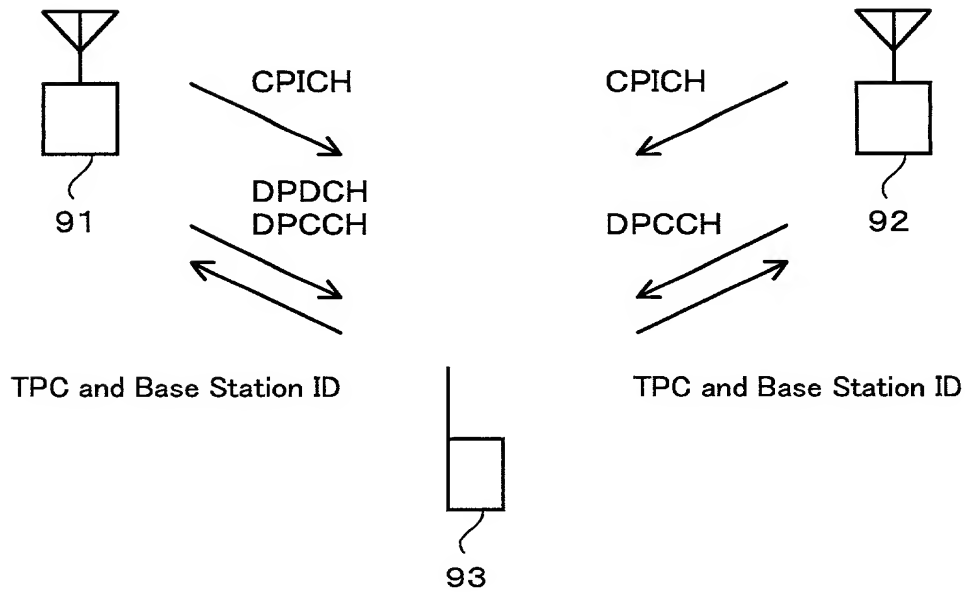 CPICH
CPICH
DPDCH
DPCCH
DPCCH
91
92
TPC and Base Station ID
TPC and Base Station ID
93